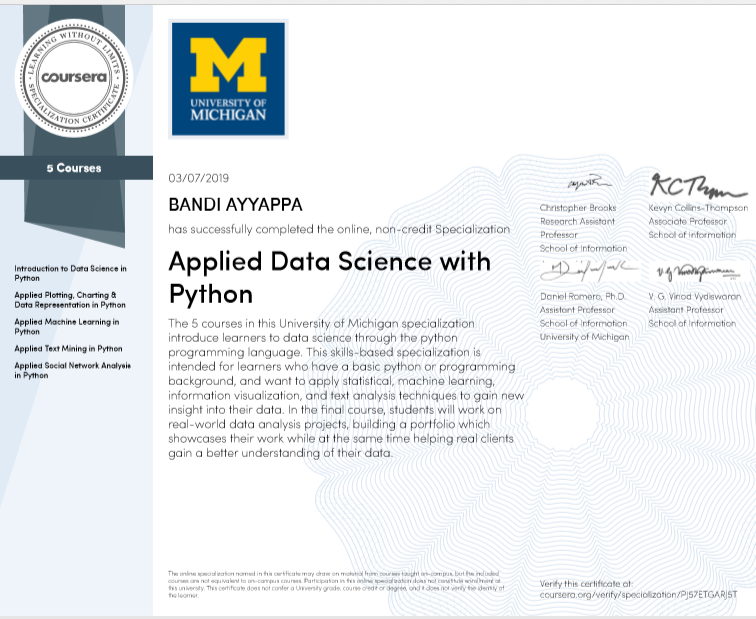 LEARNING WITHOUT LIMITS
coursera
SPECIALIZATION CERTIFICATE
5 Courses
Introduction to Data Science in
Python
Applied Plotting, Charting &
Data Representation in Python
Applied Machine Learning in
Python
Applied Text Mining in Python
Applied Social Network Analysis
in Python
M
UNIVERSITY OF
MICHIGAN
03/07/2019
BANDI AYYAPPA
has successfully completed the online, non-credit Specialization
Applied Data Science with
Python
The 5 courses in this University of Michigan specialization
introduce learners to data science through the python
programming language. This skills-based specialization is
intended for learners who have a basic python or programming
background, and want to apply statistical, machine learning,
information visualization, and text analysis techniques to gain new
insight into their data. In the final course, students will work on
real-world data analysis projects, building a portfolio which
showcases their work while at the same time helping real clients
gain a better understanding of their data.
Christopher Brooks
Research Assistant
Professor
School of Information
Kevyn Collins-Thompson
Associate Professor
School of Information
Daniel Romero, Ph.D.
Assistant Professor
School of Information
University of Michigan
V. G. Vinod Vydiswaran
Assistant Professor
School of Information
The online specialization named in this certificate may draw on material from courses taught on-campus, but the included
courses are not equivalent to on-campus courses. Participation in this online specialization does not constitute enrollment at
this university. This certificate does not confer a University grade, course credit or degree, and it does not verify the identity of
the learner.
Verify this certificate at:
coursera.org/verify/specialization/PJ57ETGARJ5T